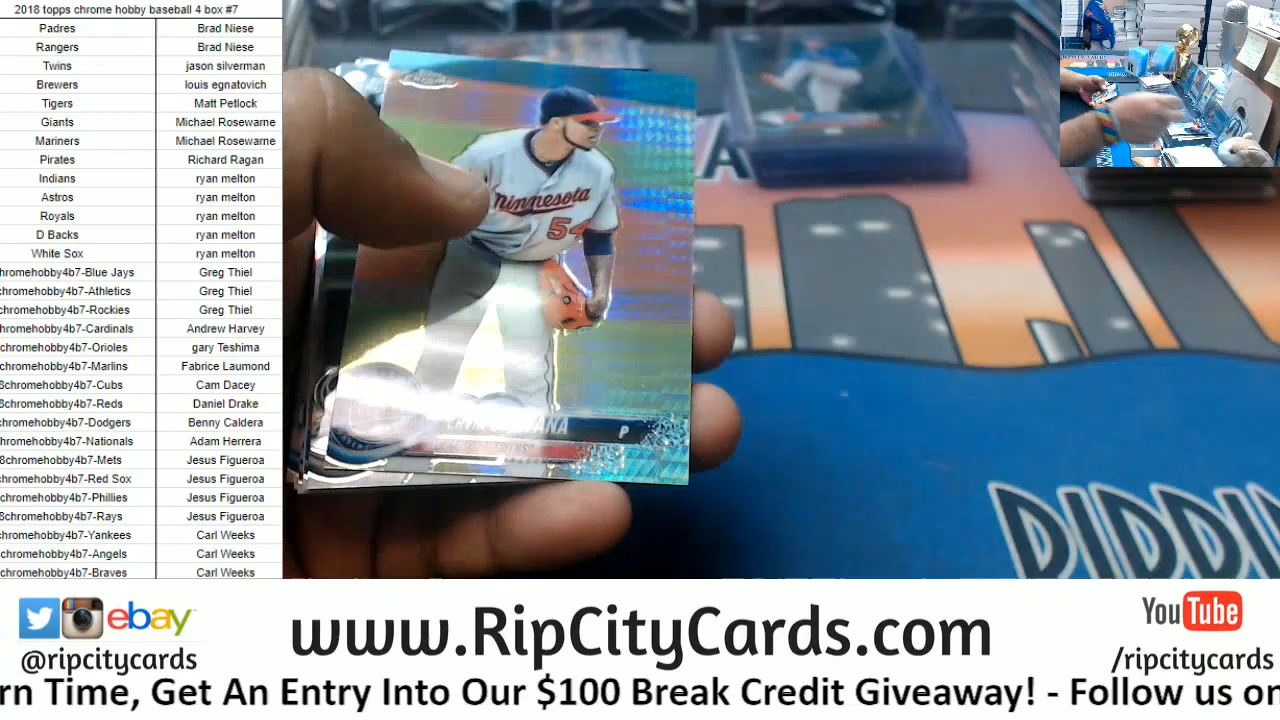 2018 topps chrome hobby baseball 4 box #7
Padres Brad Niese
Rangers Brad Niese
Twins jason silverman
Brewers louis egnatovich
Tigers Matt Petlock
Giants Michael Rosewarne
Mariners Michael Rosewarne
Pirates Richard Ragan
Indians ryan melton
Astros ryan melton
Royals ryan melton
D Backs ryan melton
White Sox ryan melton
hromehobby4b7-Blue Jays Greg Thiel
chromehobby4b7-Athletics Greg Thiel
chromehobby4b7-Rockies Greg Thiel
chromehobby4b7-Cardinals Andrew Harvey
chromehobby4b7-Orioles gary Teshima
chromehobby4b7-Marlins Fabrice Laumond
8chromehobby4b7-Cubs Cam Dacey
8chromehobby4b7-Reds Daniel Drake
chromehobby4b7-Dodgers Benny Caldera
chromehobby4b7-Nationals Adam Herrera
8chromehobby4b7-Mets Jesus Figueroa
chromehobby4b7-Red Sox Jesus Figueroa
chromehobby4b7-Phillies Jesus Figueroa
8chromehobby4b7-Rays Jesus Figueroa
chromehobby4b7-Yankees Carl Weeks
chromehobby4b7-Angels Carl Weeks
chromehobby4b7-Braves Carl Weeks
Chrome
Minnesota
54
P
ebay
@ripcitycards
www.RipCityCards.com
YouTube
/ripcitycards
rn Time, Get An Entry Into Our $100 Break Credit Giveaway! - Follow us on